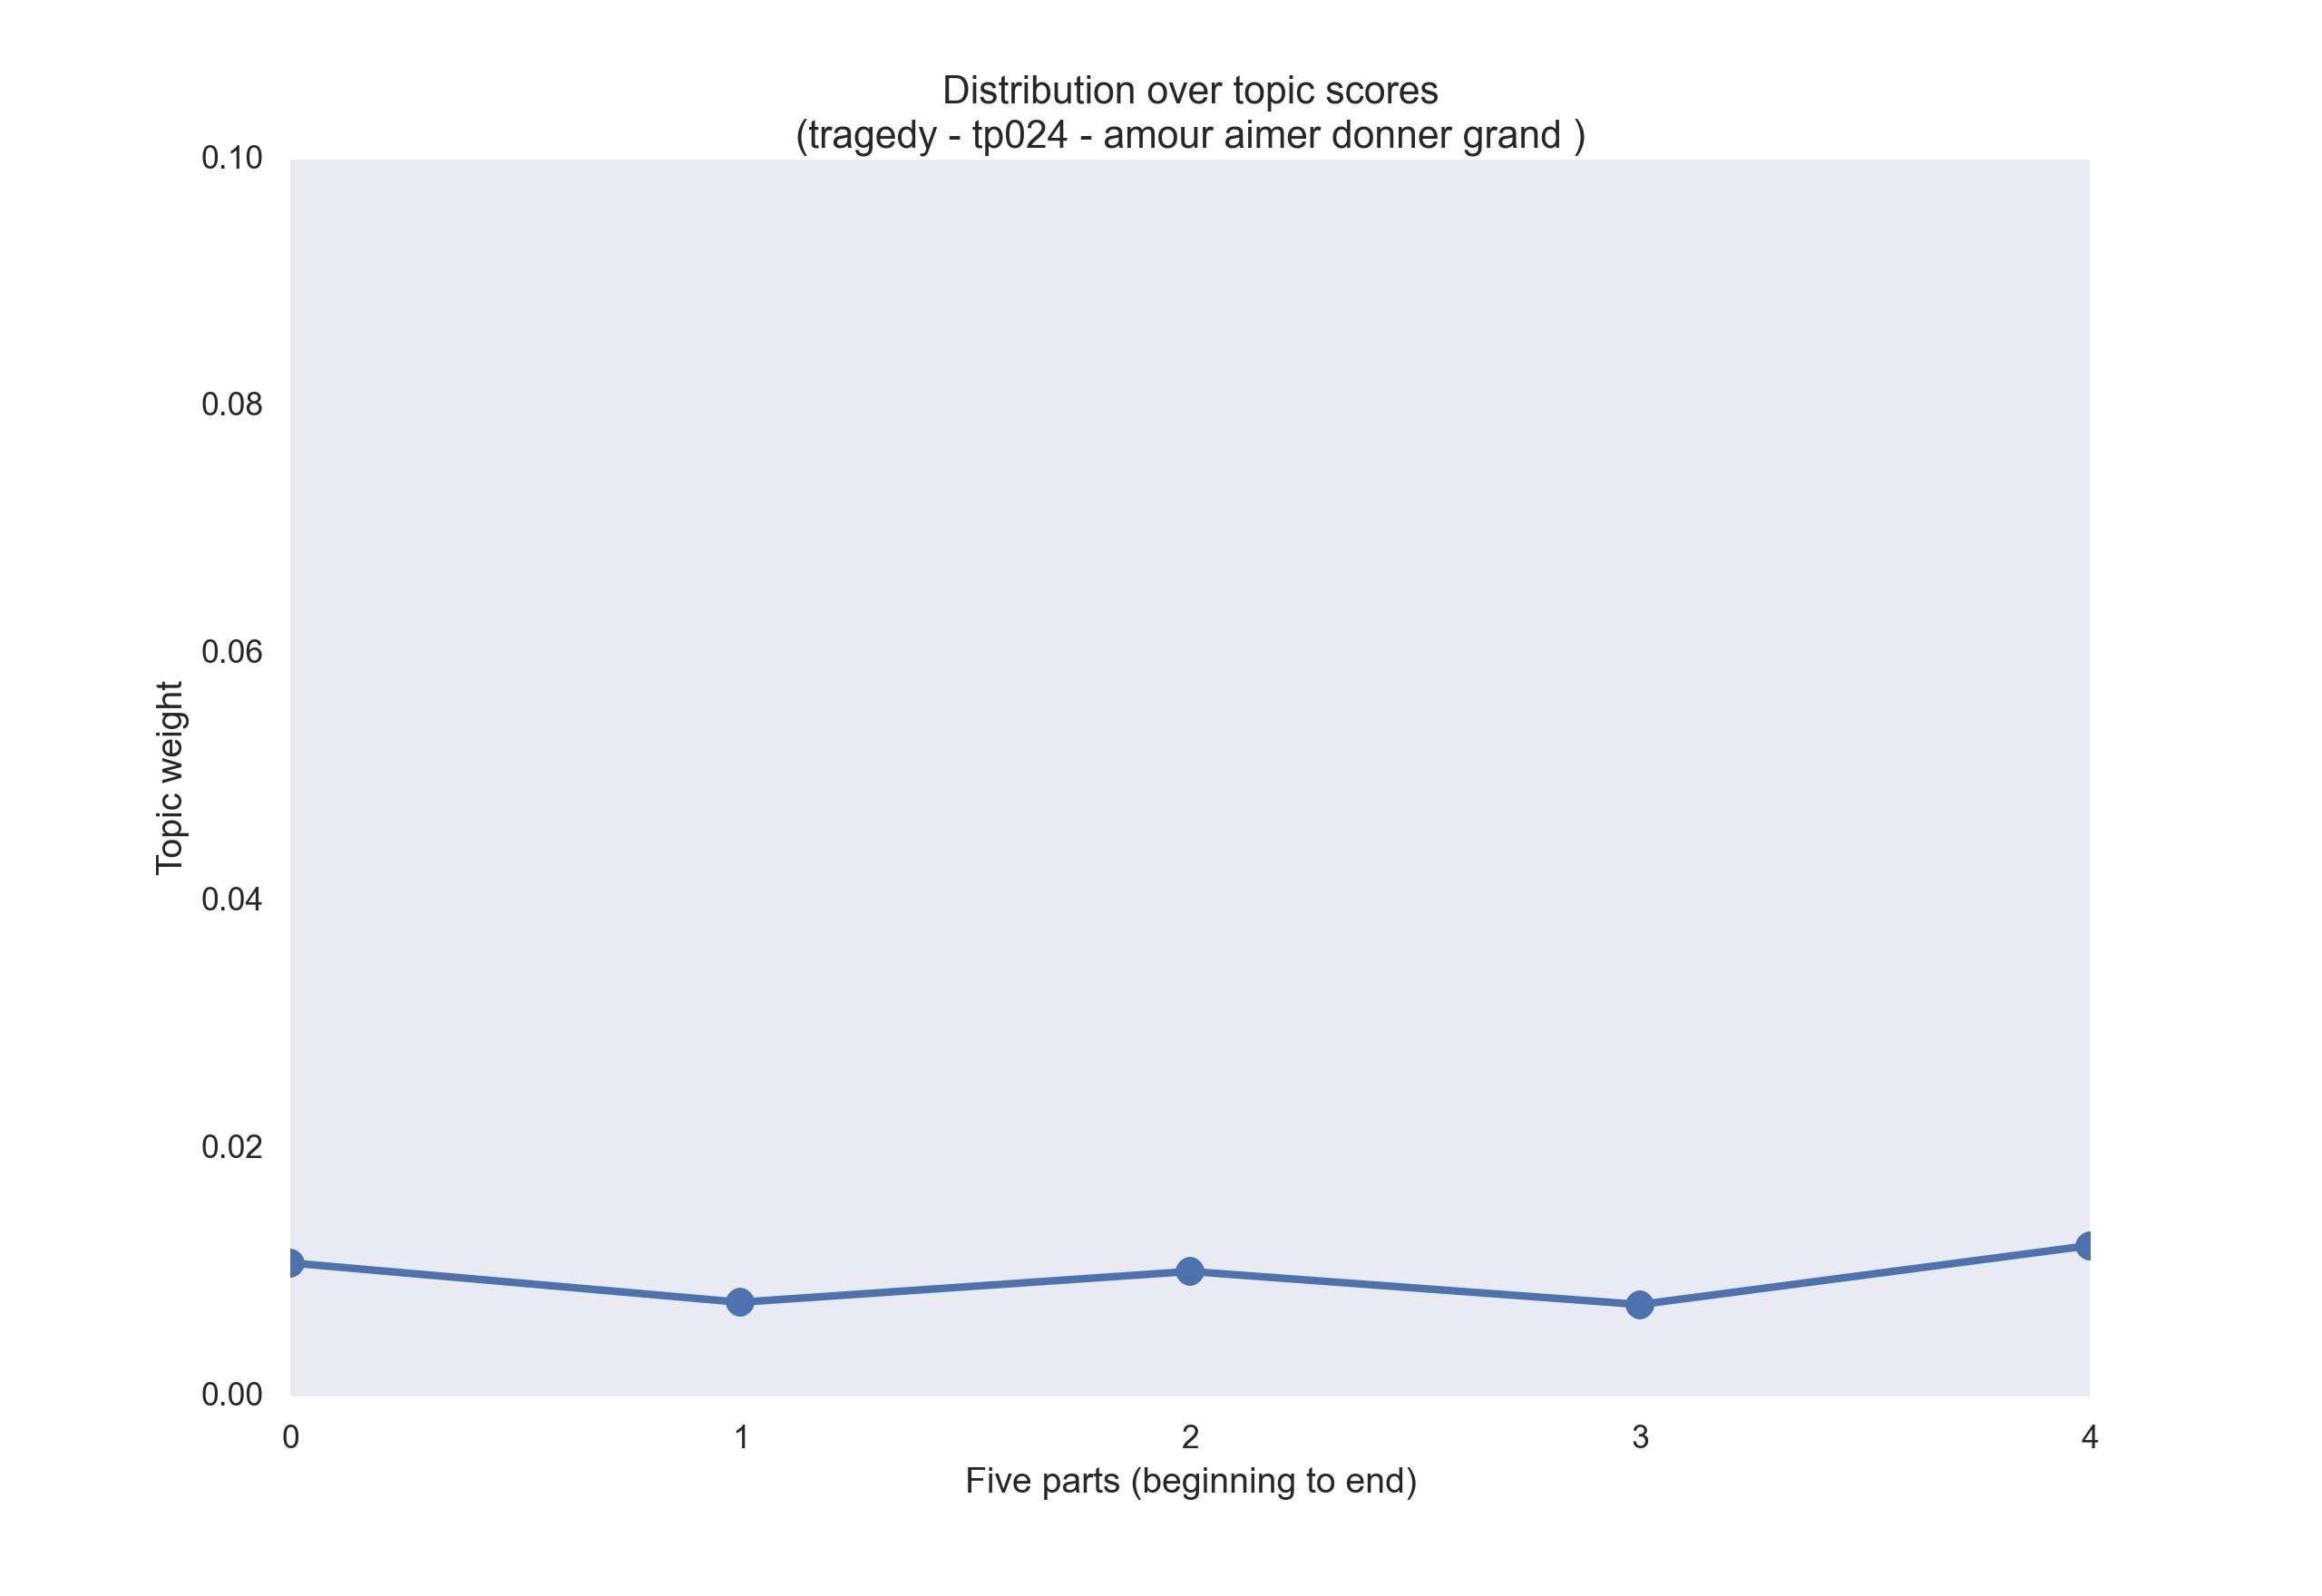 Distribution over topic scores
(tragedy - tp024 - amour aimer donner grand )
0.10
0.08
0.06
0.04
0.02
0.00
Topic weight
0 1 2 3 4
Five parts (beginning to end)